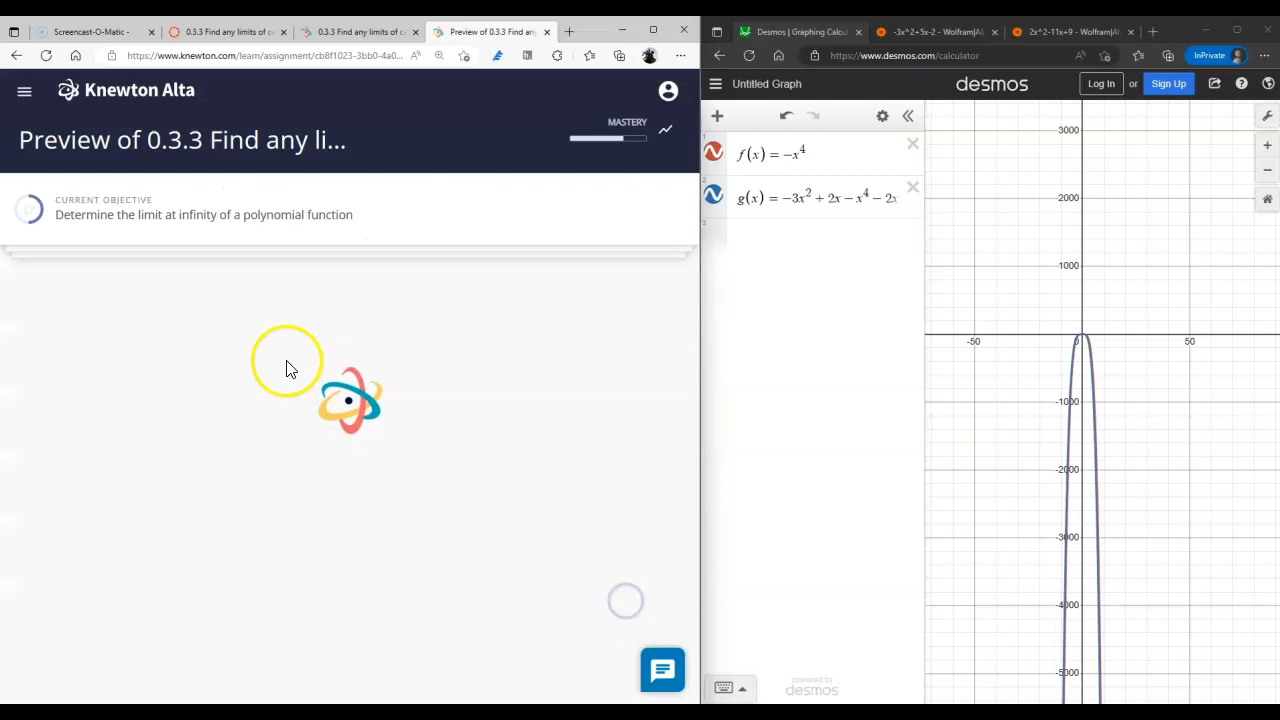 Screencast-O-Matic -
0.3.3 Find any limits of c
0.3.3 Find any limits of c
Preview of 0.3.3 Find any
https://www.knewton.com/learn/assignment/cb8f1023-3bb0-4a0...
Knewton Alta
Preview of 0.3.3 Find any li...
MASTERY
CURRENT OBJECTIVE
Determine the limit at infinity of a polynomial function
Desmos | Graphing Calcu
-3x^2+5x-2 - Wolfram|Al
2x^2-11x+9 - Wolfram|Al
https://www.desmos.com/calculator
InPrivate
Untitled Graph
desmos
Log In
or
Sign Up
1
f(x) = −x⁴
2
g(x) = −3x² + 2x − x⁴ − 2x
3
3000
2000
1000
-50
0
50
-1000
-2000
-3000
-4000
-5000
powered by
desmos